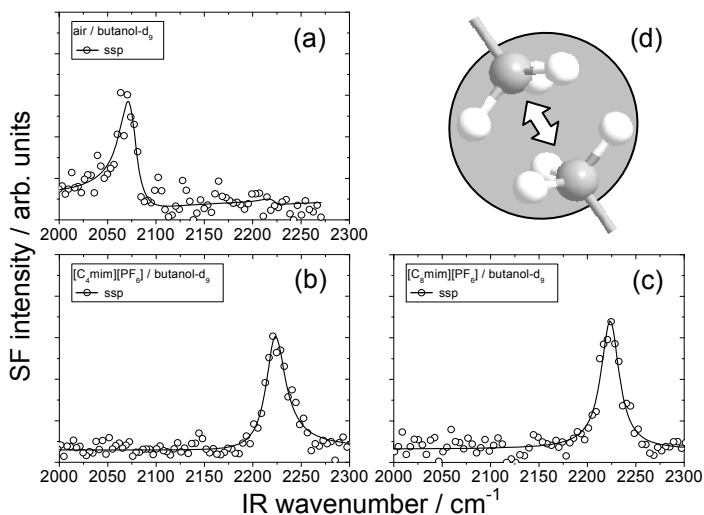 air / butanol-d₉
ssp
(a)
(d)
2000 2050 2100 2150 2200 2250 2300
SF intensity / arb. units
[C₄mim][PF₆] / butanol-d₉
ssp
(b)
[C₈mim][PF₆] / butanol-d₉
ssp
(c)
2000 2050 2100 2150 2200 2250 2300
2000 2050 2100 2150 2200 2250 2300
IR wavenumber / cm⁻¹